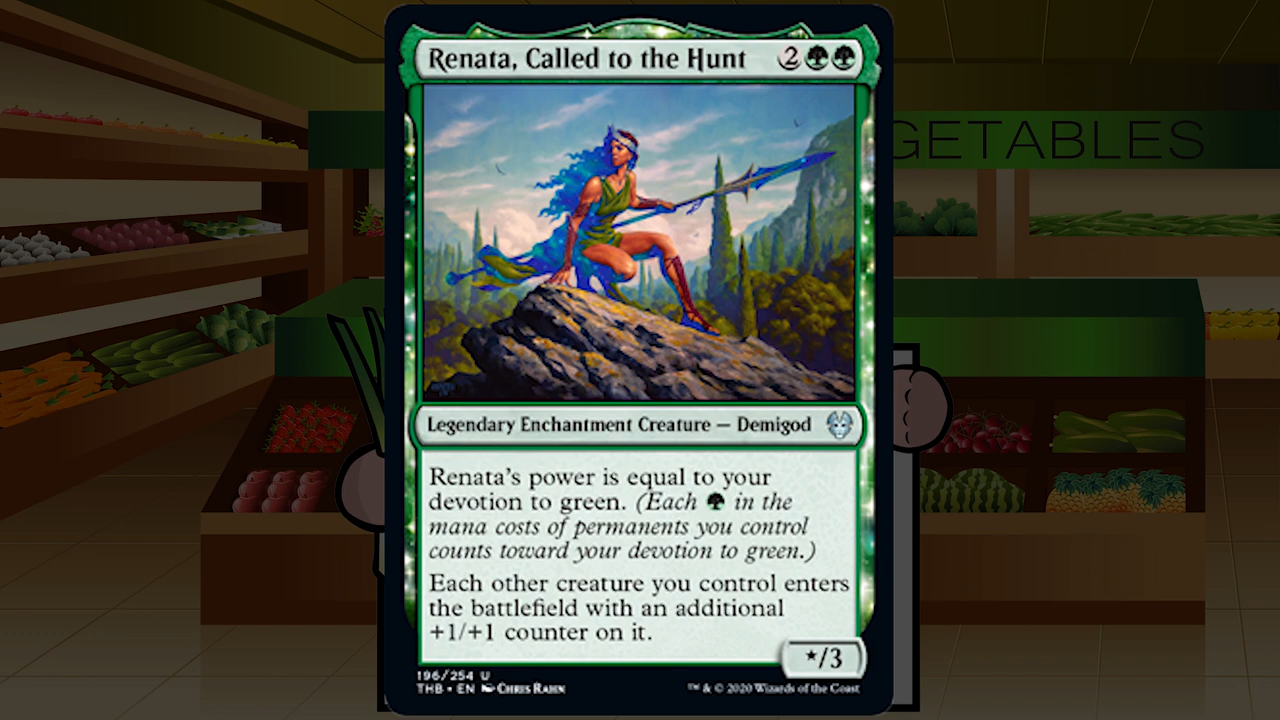 Renata, Called to the Hunt 2
GETABLES
Legendary Enchantment Creature — Demigod
Renata's power is equal to your
devotion to green. (Each in the
mana costs of permanents you control
counts toward your devotion to green.)
Each other creature you control enters
the battlefield with an additional
+1/+1 counter on it.
*/3
196/254 U
THB • EN Chris Rahn
™ & © 2020 Wizards of the Coast